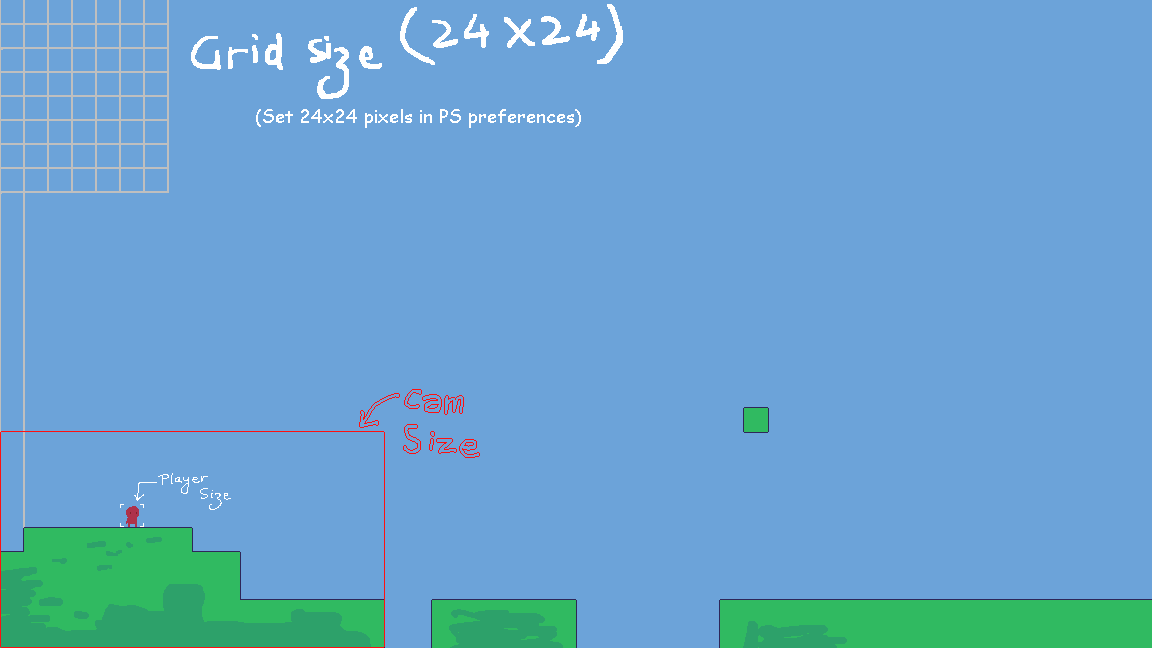 Grid size (24X24)
(Set 24x24 pixels in PS preferences)
Cam
Size
Player
Size